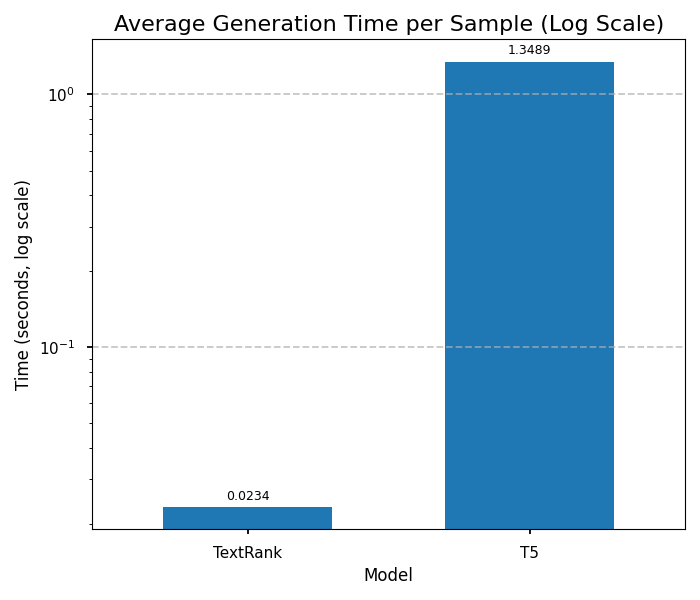 Average Generation Time per Sample (Log Scale)
1.3489
10⁰
Time (seconds, log scale)
10⁻¹
0.0234
TextRank
T5
Model